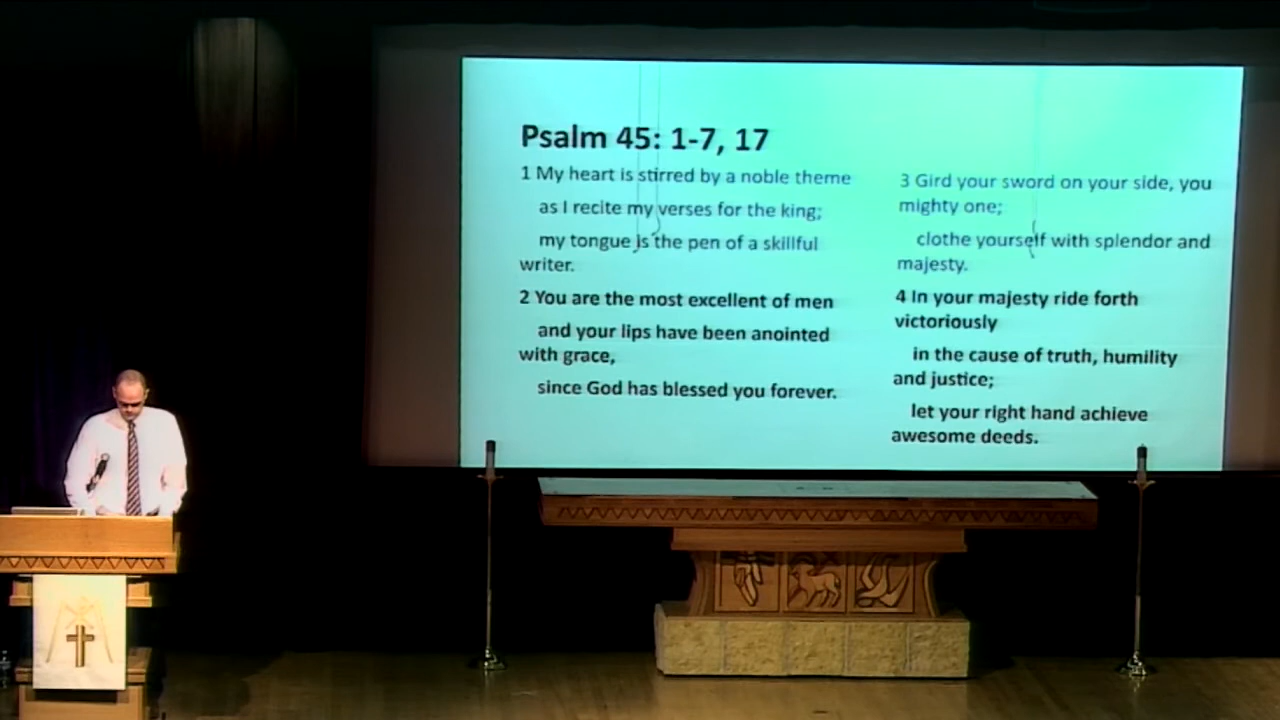 Psalm 45: 1-7, 17
1 My heart is stirred by a noble theme
as I recite my verses for the king;
my tongue is the pen of a skillful
writer.
2 You are the most excellent of men
and your lips have been anointed
with grace,
since God has blessed you forever.
3 Gird your sword on your side, you
mighty one;
clothe yourself with splendor and
majesty.
4 In your majesty ride forth
victoriously
in the cause of truth, humility
and justice;
let your right hand achieve
awesome deeds.